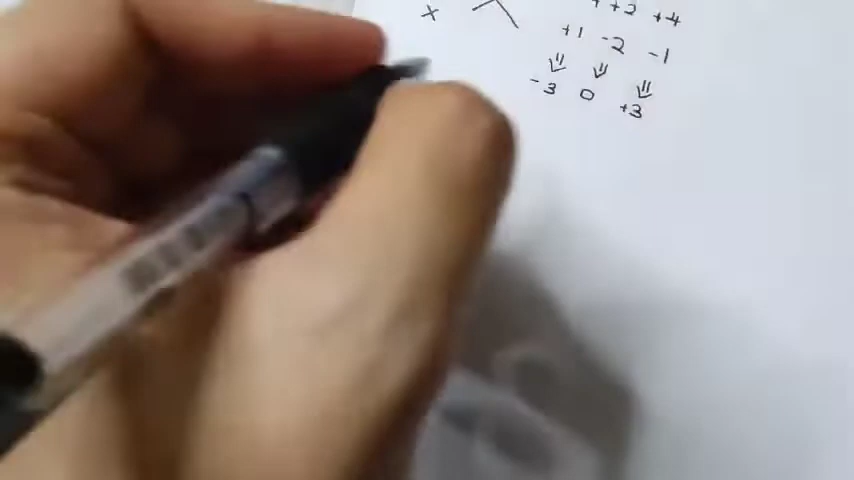 x +2 +4
+1 -2 -1
⇓ ⇓ ⇓
-3 0 +3